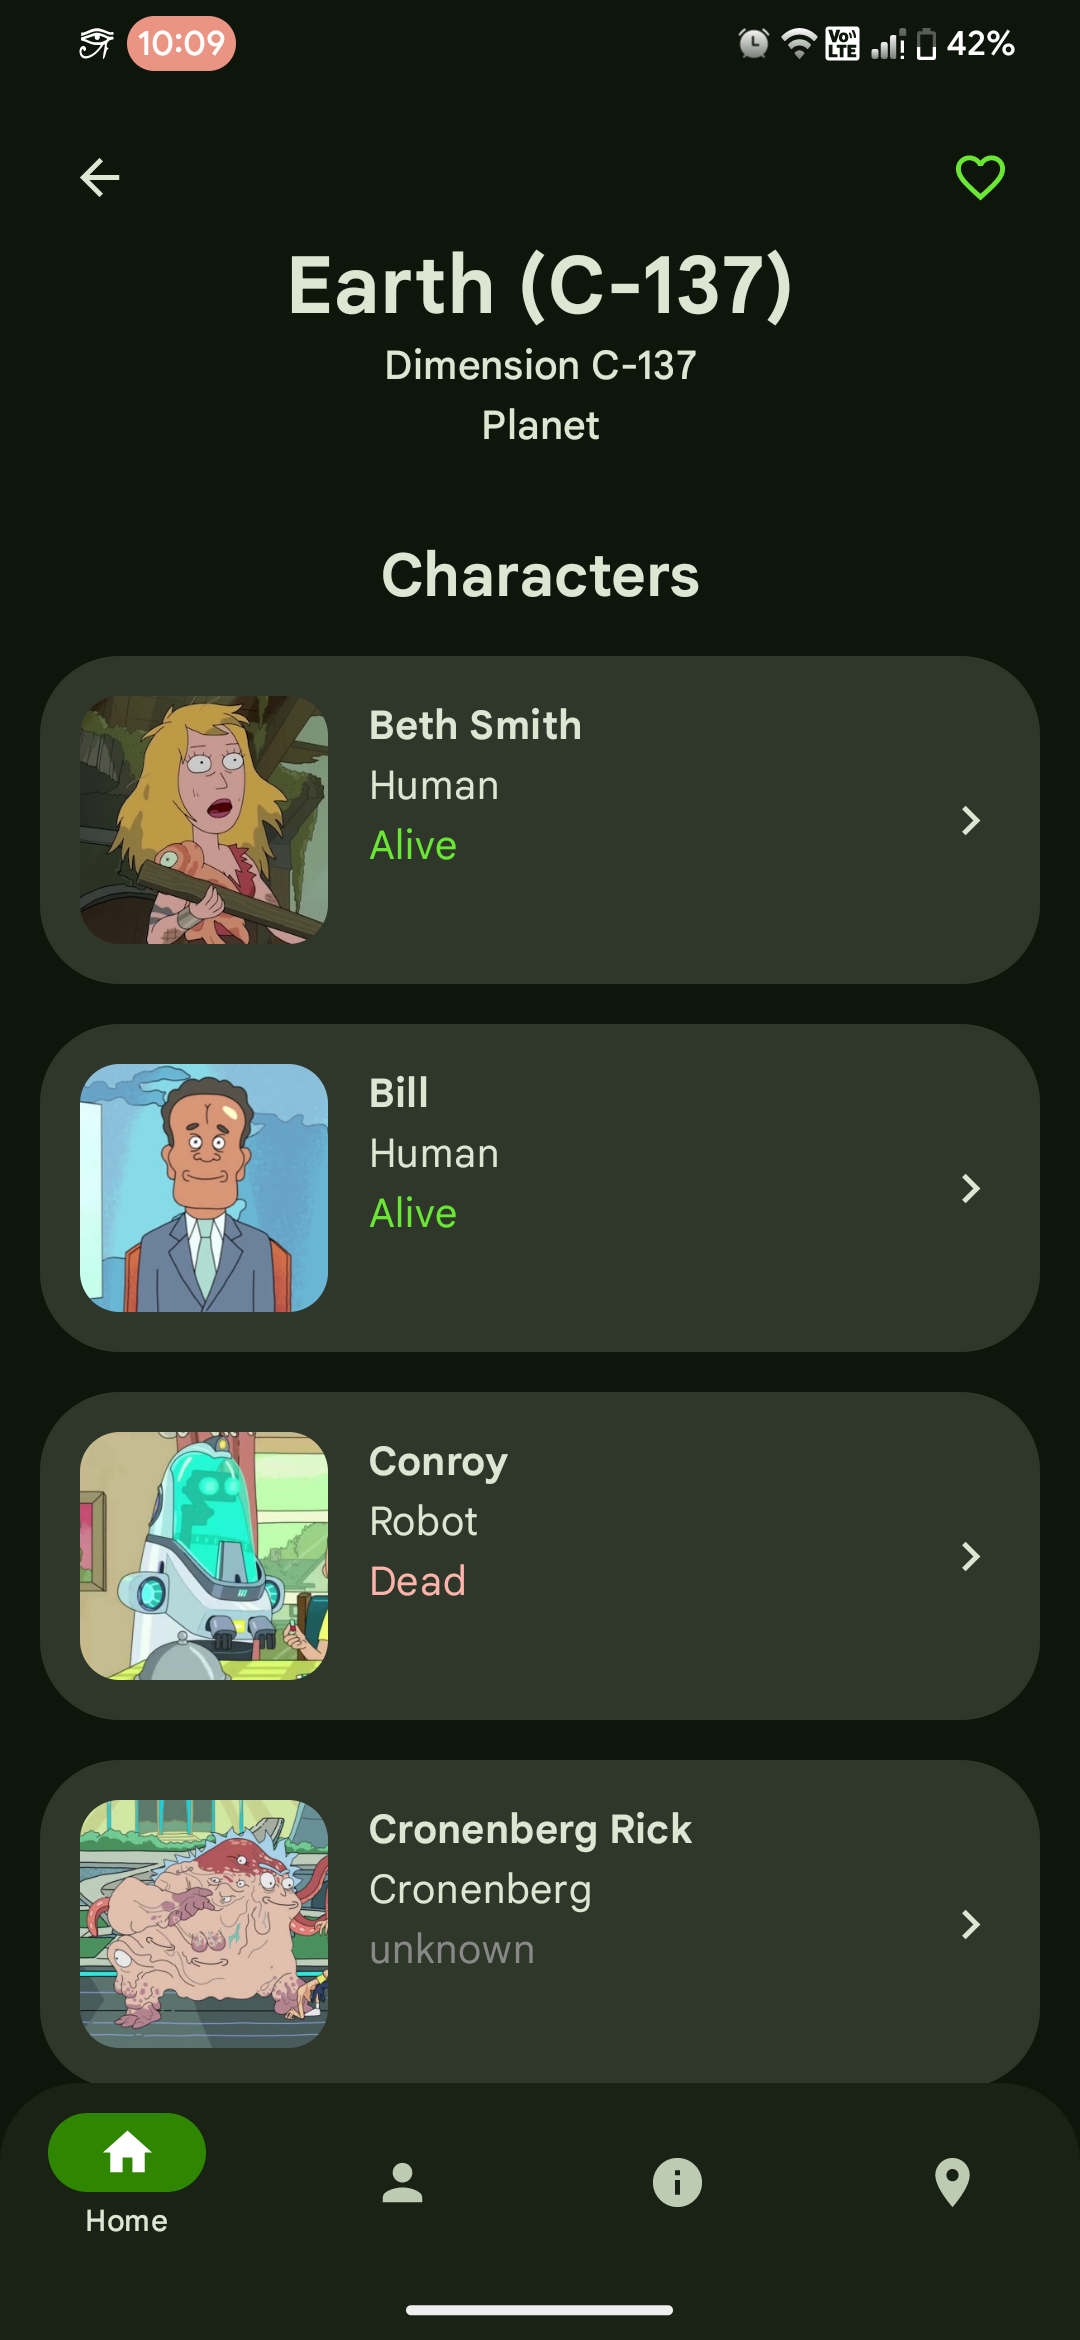 10:09
Vo LTE
42%
Earth (C-137)
Dimension C-137
Planet
Characters
Beth Smith
Human
Alive
Bill
Human
Alive
Conroy
Robot
Dead
Cronenberg Rick
Cronenberg
unknown
Home